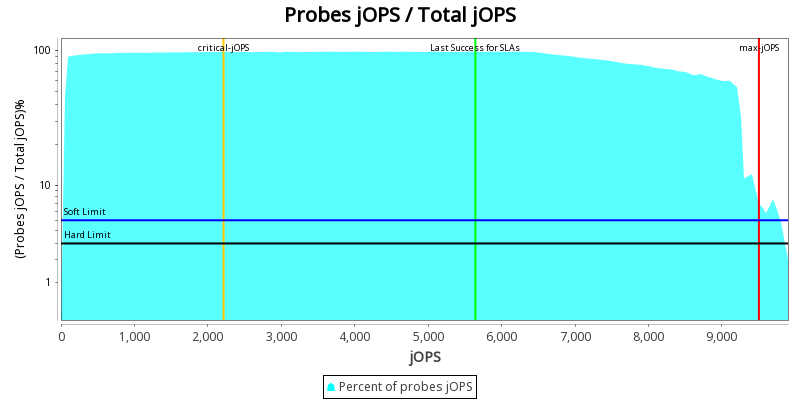 Probes jOPS / Total jOPS
100
critical-jOPS
Last Success for SLAs
max-jOPS
(Probes jOPS / Total jOPS)%
10
Soft Limit
Hard Limit
1
0 1,000 2,000 3,000 4,000 5,000 6,000 7,000 8,000 9,000
jOPS
Percent of probes jOPS